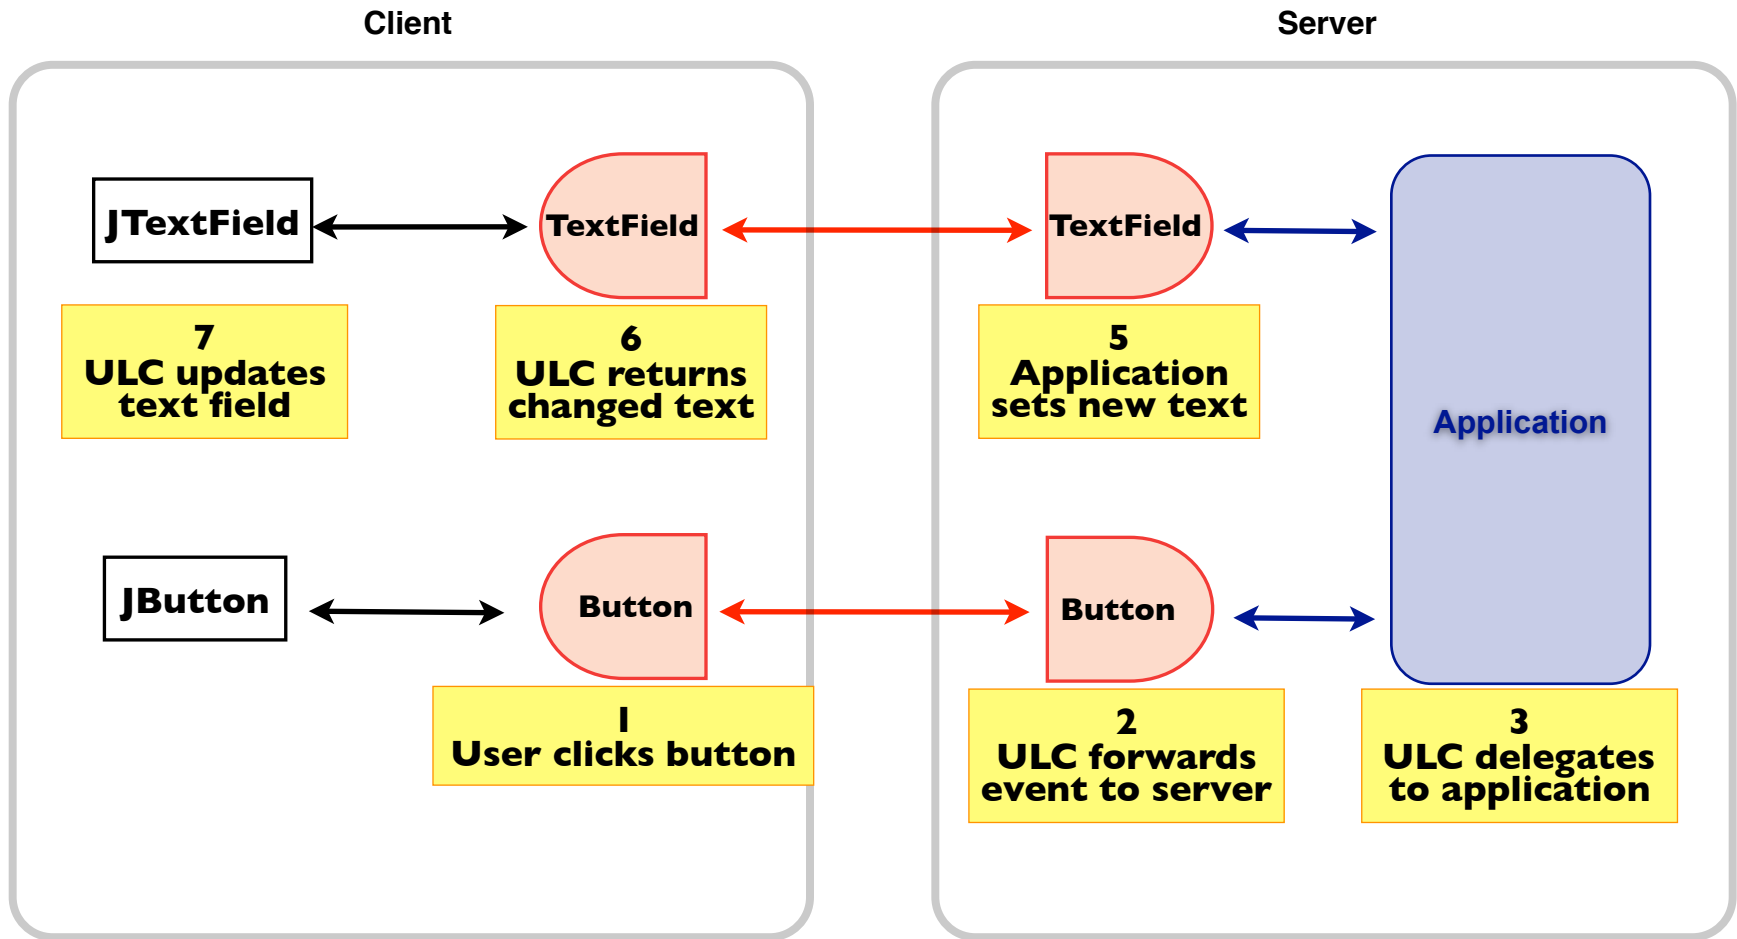 Client
Server
JTextField
TextField
TextField
7
ULC updates
text field
6
ULC returns
changed text
5
Application
sets new text
Application
JButton
Button
Button
1
User clicks button
2
ULC forwards
event to server
3
ULC delegates
to application